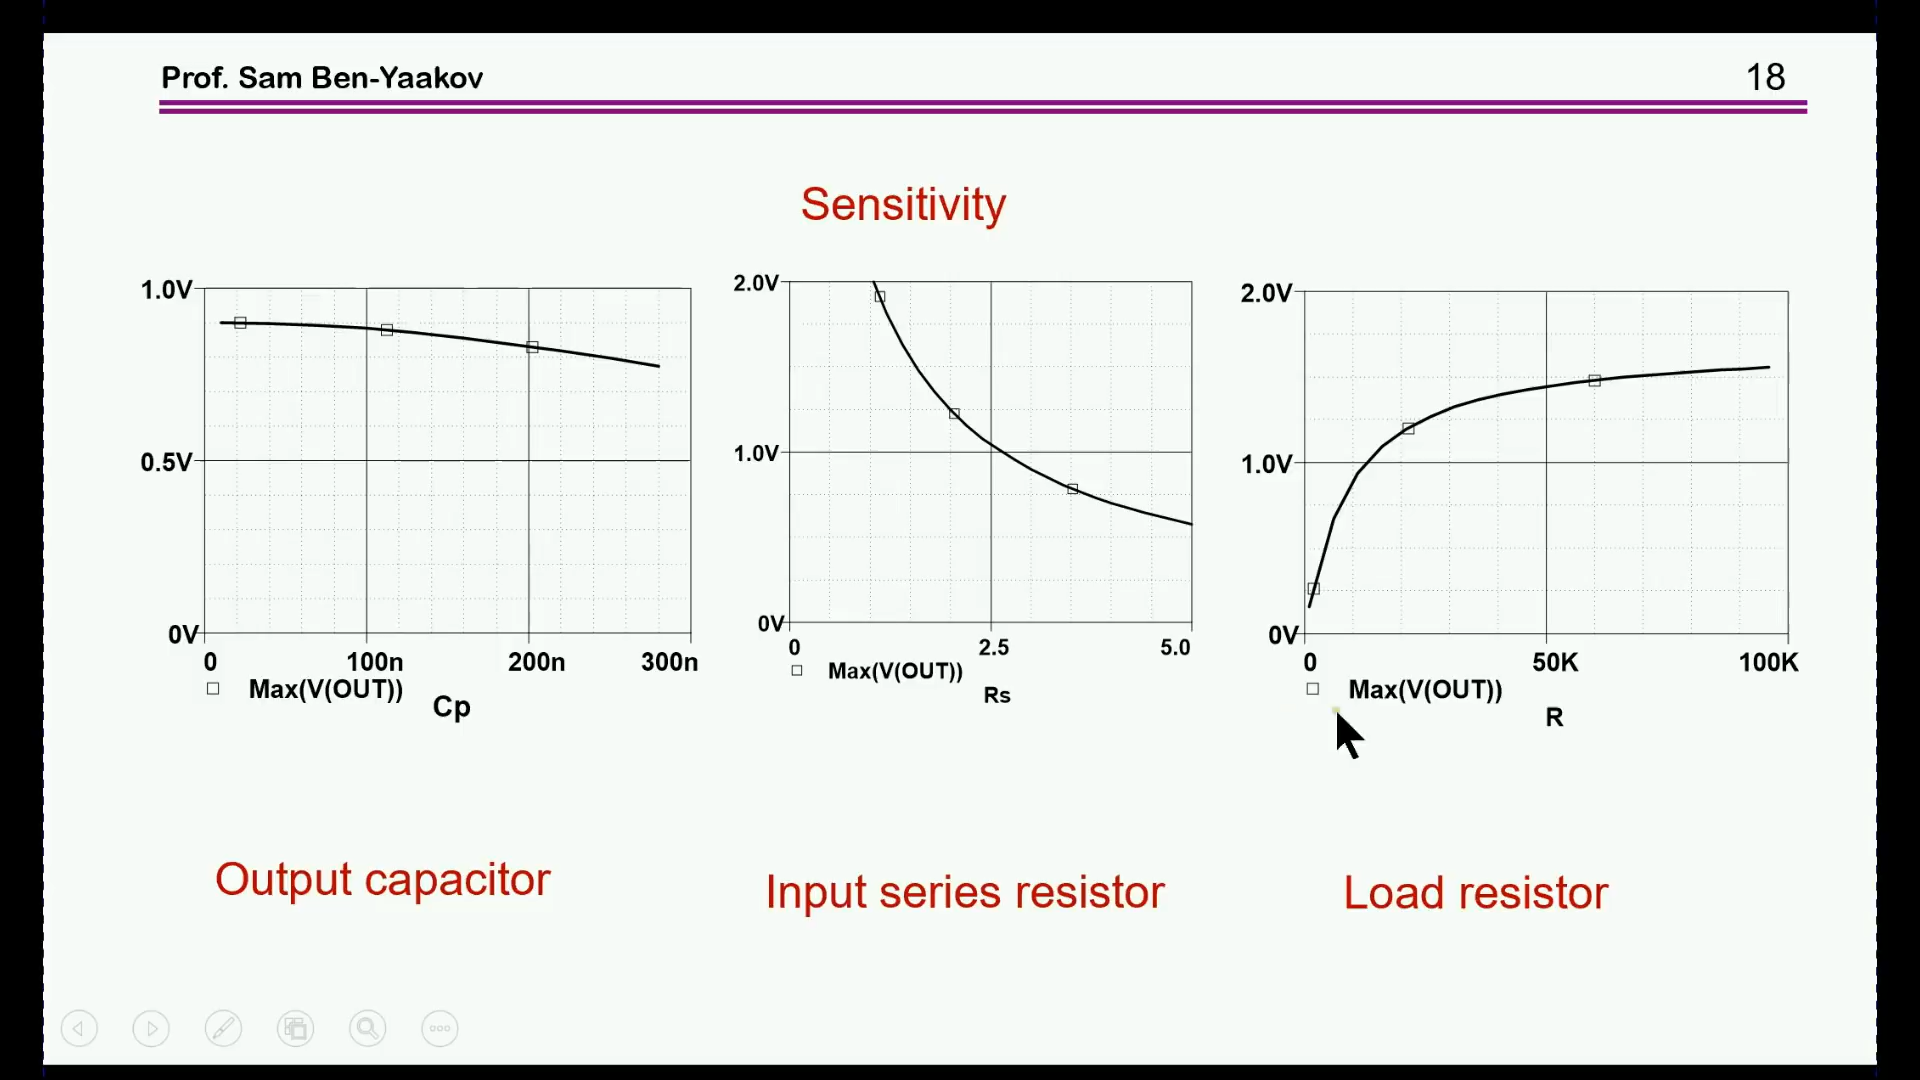 Prof. Sam Ben-Yaakov
18
Sensitivity
1.0V
0.5V
0V
0 100n 200n 300n
Max(V(OUT))
Cp
2.0V
1.0V
0V
0 2.5 5.0
Max(V(OUT))
Rs
2.0V
1.0V
0V
0 50K 100K
Max(V(OUT))
R
Output capacitor
Input series resistor
Load resistor